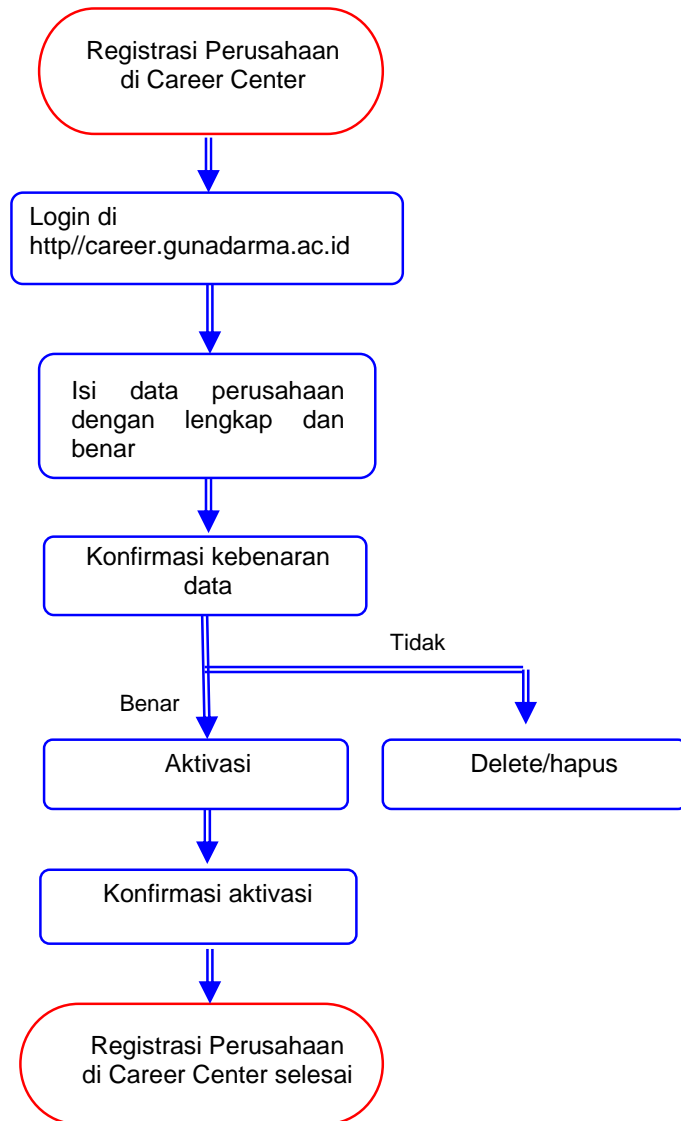 Registrasi Perusahaan
di Career Center
Login di
http//career.gunadarma.ac.id
Isi data perusahaan
dengan lengkap dan
benar
Konfirmasi kebenaran
data
Tidak
Benar
Aktivasi
Delete/hapus
Konfirmasi aktivasi
Registrasi Perusahaan
di Career Center selesai